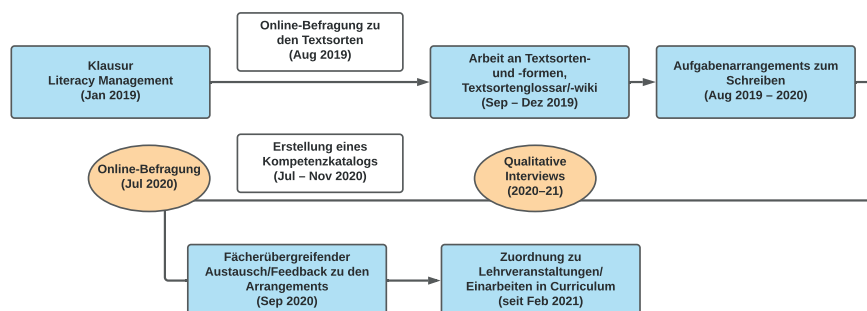 Online-Befragung zu
den Textsorten
(Aug 2019)
Klausur
Literacy Management
(Jan 2019)
Arbeit an Textsorten-
und -formen,
Textsortenglossar/-wiki
(Sep – Dez 2019)
Aufgabenarrangements zum
Schreiben
(Aug 2019 – 2020)
Online-Befragung
(Jul 2020)
Erstellung eines
Kompetenzkatalogs
(Jul – Nov 2020)
Qualitative
Interviews
(2020–21)
Fächerübergreifender
Austausch/Feedback zu den
Arrangements
(Sep 2020)
Zuordnung zu
Lehrveranstaltungen/
Einarbeiten in Curriculum
(seit Feb 2021)